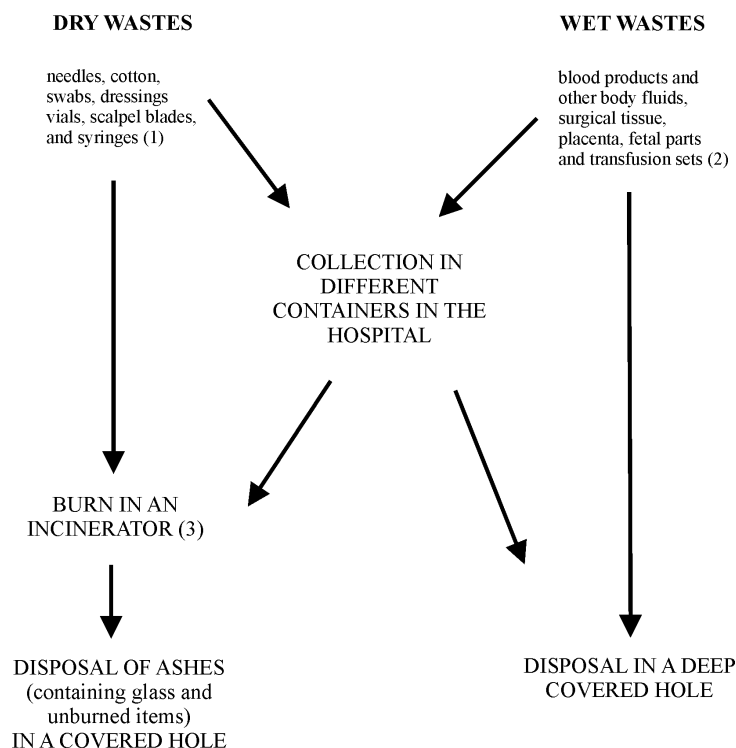 DRY WASTES
needles, cotton,
swabs, dressings
vials, scalpel blades,
and syringes (1)
WET WASTES
blood products and
other body fluids,
surgical tissue,
placenta, fetal parts
and transfusion sets (2)
COLLECTION IN
DIFFERENT
CONTAINERS IN THE
HOSPITAL
BURN IN AN
INCINERATOR (3)
DISPOSAL OF ASHES
(containing glass and
unburned items)
IN A COVERED HOLE
DISPOSAL IN A DEEP
COVERED HOLE